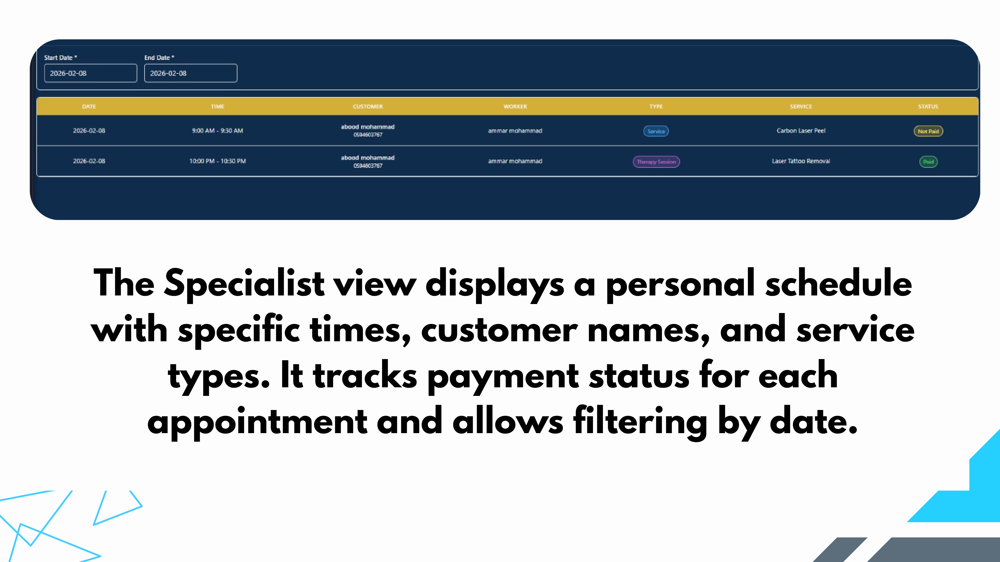 Start Date * End Date *
2026-02-08 2026-02-08
DATE TIME CUSTOMER WORKER TYPE SERVICE STATUS
2026-02-08 9:00 AM - 9:30 AM abood mohammad ammar mohammad Service Carbon Laser Peel Not Paid
0594603767
2026-02-08 10:00 PM - 10:30 PM abood mohammad ammar mohammad Therapy Session Laser Tattoo Removal Paid
0594603767
The Specialist view displays a personal schedule
with specific times, customer names, and service
types. It tracks payment status for each
appointment and allows filtering by date.